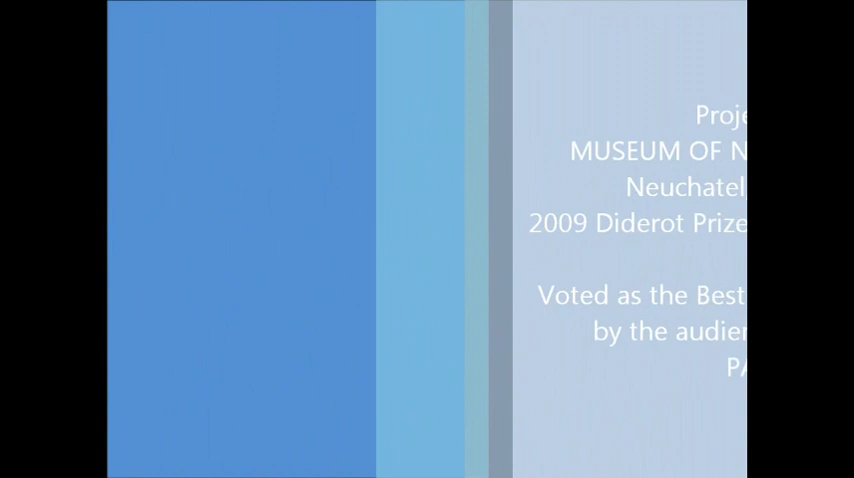 Proje
MUSEUM OF N
Neuchatel,
2009 Diderot Prize
Voted as the Best
by the audien
PA